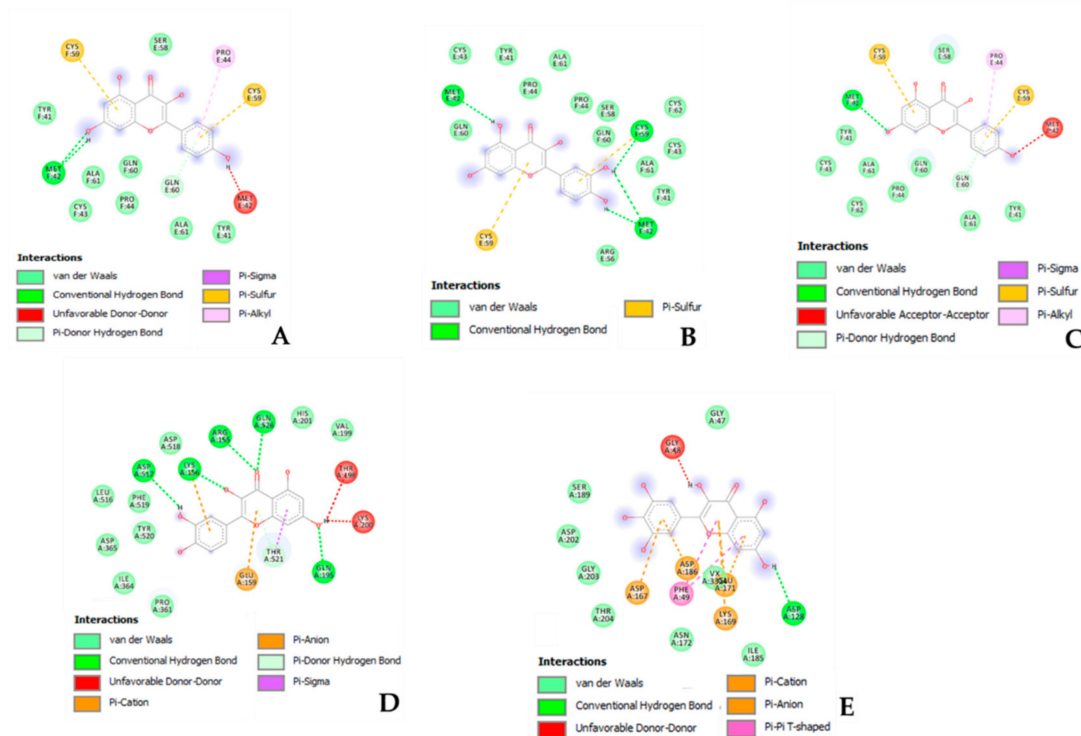 CYS
F:59
SER
E:58
PRO
E:44
CYS
E:59
TYR
F:41
MET
F:42
ALA
F:61
GLN
F:60
GLN
E:60
CYS
F:43
PRO
F:44
ALA
E:61
TYR
E:41
MET
E:42
H
H
Interactions
van der Waals
Conventional Hydrogen Bond
Unfavorable Donor-Donor
Pi-Donor Hydrogen Bond
Pi-Sigma
Pi-Sulfur
Pi-Alkyl
A
CYS
E:43
TYR
E:41
ALA
E:61
MET
E:42
PRO
E:44
PRO
F:44
SER
E:58
CYS
F:62
GLN
E:60
GLN
F:60
CYS
F:43
ALA
F:61
TYR
F:41
CYS
E:59
MET
F:42
ARG
E:56
H
H
H
Interactions
van der Waals
Conventional Hydrogen Bond
Pi-Sulfur
B
SER
E:58
PRO
E:44
CYS
E:59
MET
F:42
TYR
F:41
CYS
F:43
ALA
F:61
GLN
F:60
GLN
E:60
PRO
F:44
CYS
F:62
ALA
E:61
TYR
E:41
Interactions
van der Waals
Conventional Hydrogen Bond
Unfavorable Acceptor-Acceptor
Pi-Donor Hydrogen Bond
Pi-Sigma
Pi-Sulfur
Pi-Alkyl
C
HIS
A:201
VAL
A:199
ASP
A:518
ARG
A:155
LYS
A:156
ASP
A:517
LEU
A:516
PHE
A:519
TYR
A:520
ASP
A:365
ILE
A:364
PRO
A:361
GLU
A:159
THR
A:521
GLN
A:195
LYS
A:200
H
H
Interactions
van der Waals
Conventional Hydrogen Bond
Unfavorable Donor-Donor
Pi-Cation
Pi-Anion
Pi-Donor Hydrogen Bond
Pi-Sigma
D
GLY
A:47
GLY
A:48
SER
A:189
ASP
A:202
GLY
A:203
THR
A:204
ASP
A:167
ASP
A:186
PHE
A:49
LYS
A:169
ASN
A:172
ILE
A:185
ASP
A:128
H
H
Interactions
van der Waals
Conventional Hydrogen Bond
Unfavorable Donor-Donor
Pi-Cation
Pi-Anion
Pi-Pi T-shaped
E